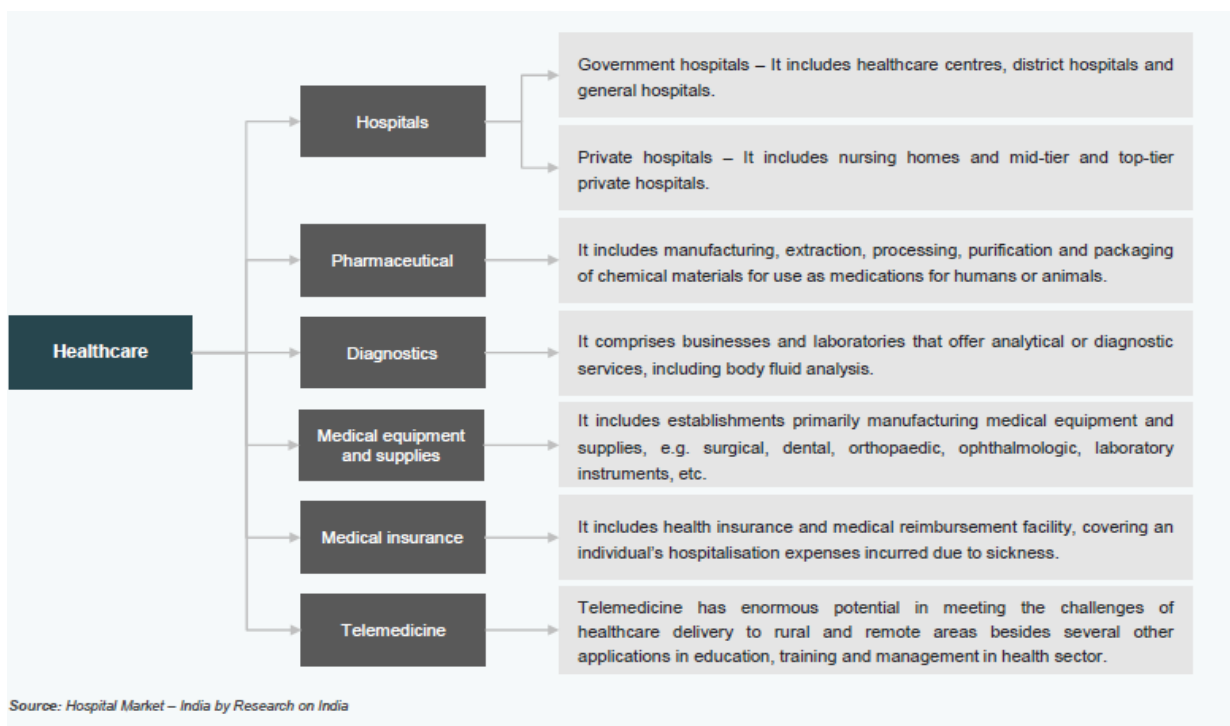 Government hospitals – It includes healthcare centres, district hospitals and
general hospitals.
Hospitals
Private hospitals – It includes nursing homes and mid-tier and top-tier
private hospitals.
Pharmaceutical
It includes manufacturing, extraction, processing, purification and packaging
of chemical materials for use as medications for humans or animals.
Healthcare
Diagnostics
It comprises businesses and laboratories that offer analytical or diagnostic
services, including body fluid analysis.
Medical equipment
and supplies
It includes establishments primarily manufacturing medical equipment and
supplies, e.g. surgical, dental, orthopaedic, ophthalmologic, laboratory
instruments, etc.
Medical insurance
It includes health insurance and medical reimbursement facility, covering an
individual's hospitalisation expenses incurred due to sickness.
Telemedicine
Telemedicine has enormous potential in meeting the challenges of
healthcare delivery to rural and remote areas besides several other
applications in education, training and management in health sector.
Source: Hospital Market – India by Research on India